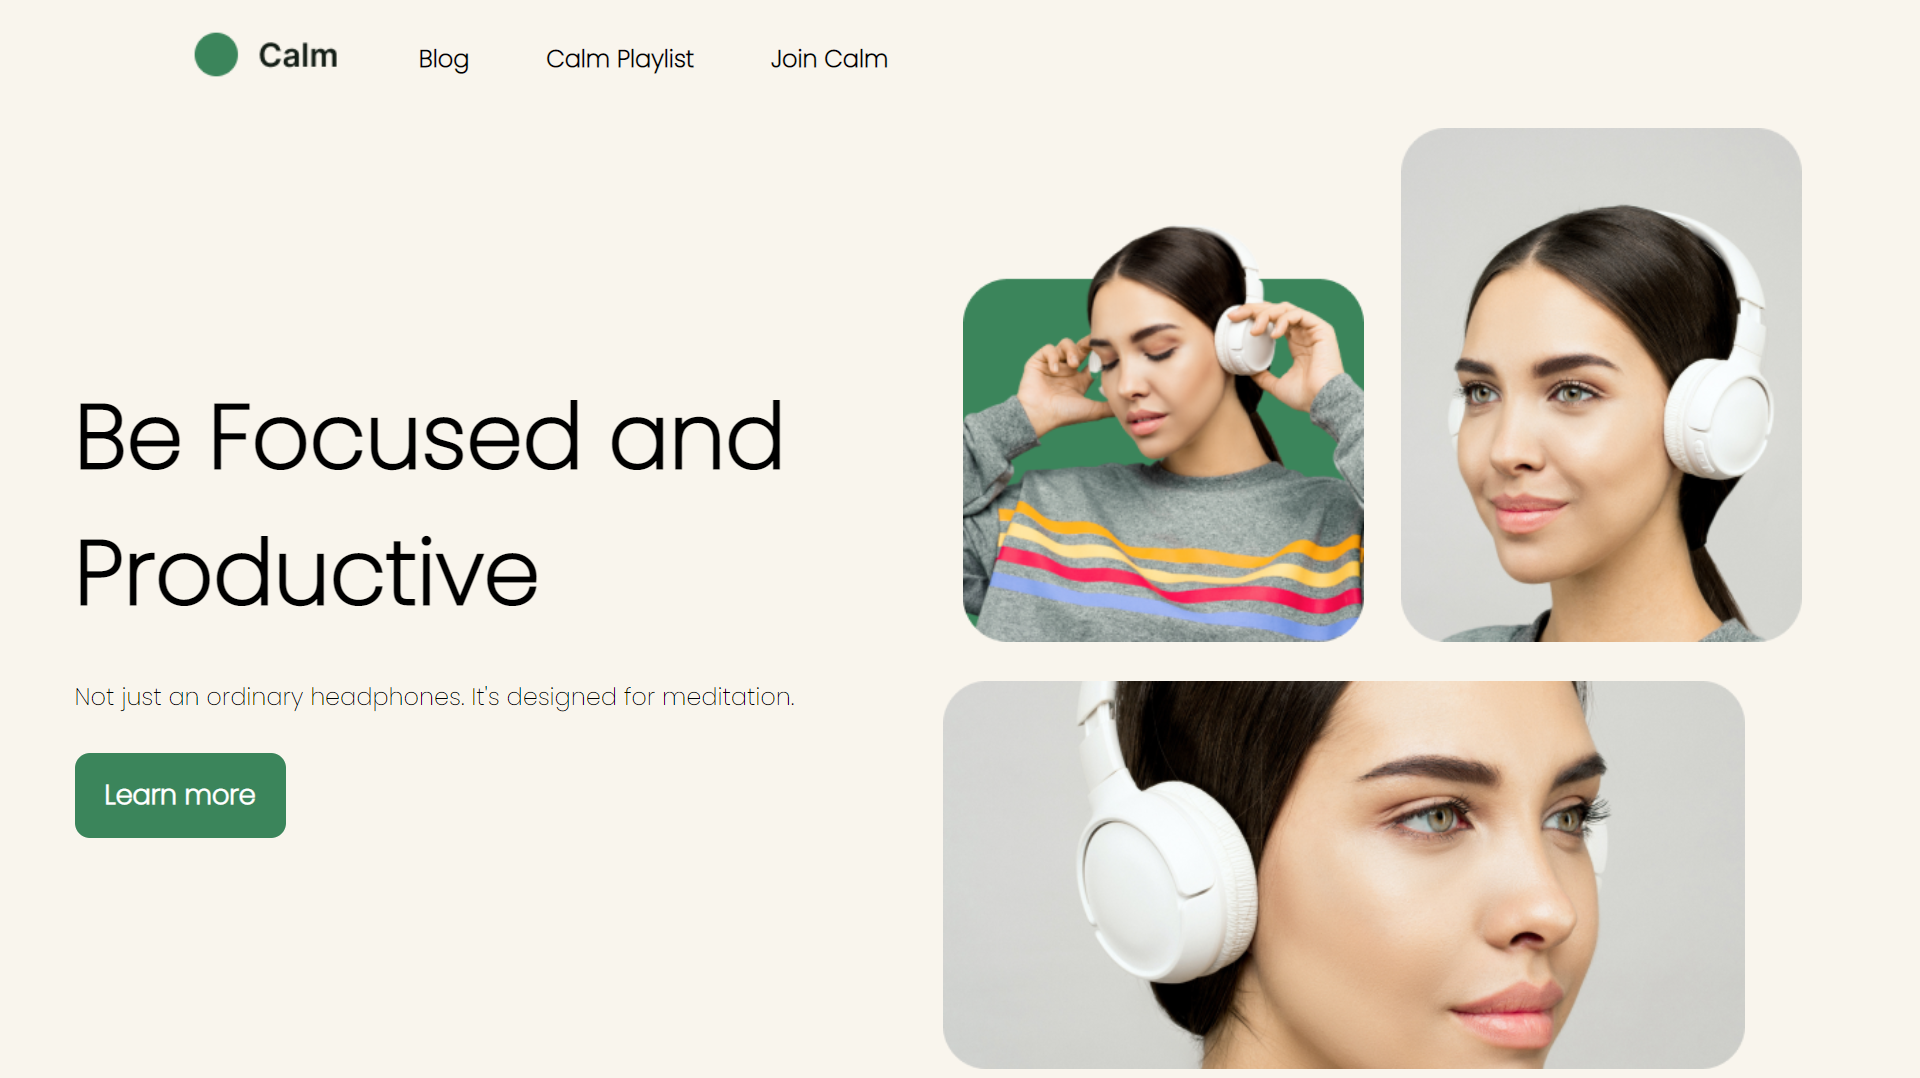 Calm Blog Calm Playlist Join Calm
Be Focused and
Productive
Not just an ordinary headphones. It's designed for meditation.
Learn more